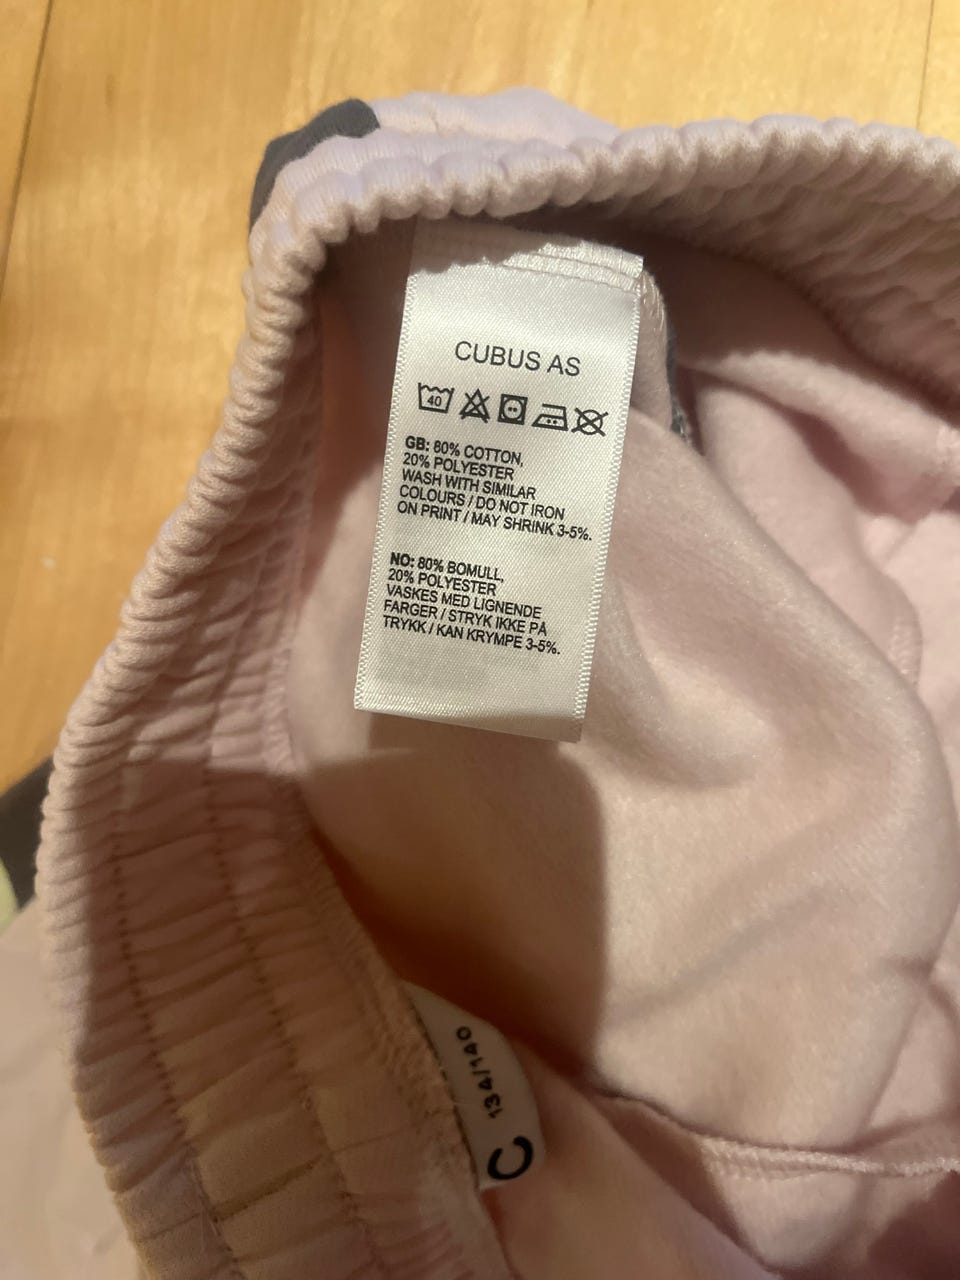 CUBUS AS
40
GB: 80% COTTON,
20% POLYESTER
WASH WITH SIMILAR
COLOURS / DO NOT IRON
ON PRINT / MAY SHRINK 3-5%.
NO: 80% BOMULL,
20% POLYESTER
VASKES MED LIGNENDE
FARGER / STRYK IKKE PÅ
TRYKK / KAN KRYMPE 3-5%.
134/140
C